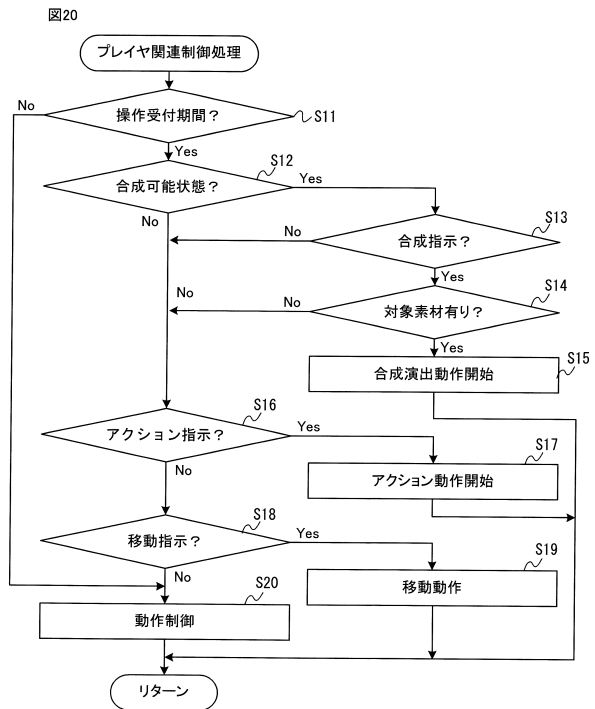 図20
プレイヤ関連制御処理
No
操作受付期間？
S11
Yes
S12
合成可能状態？
Yes
No
S13
No
合成指示？
Yes
S14
No
No
対象素材有り？
Yes
S15
合成演出動作開始
S16
アクション指示？
Yes
S17
No
アクション動作開始
S18
移動指示？
Yes
S19
No
移動動作
S20
動作制御
リターン